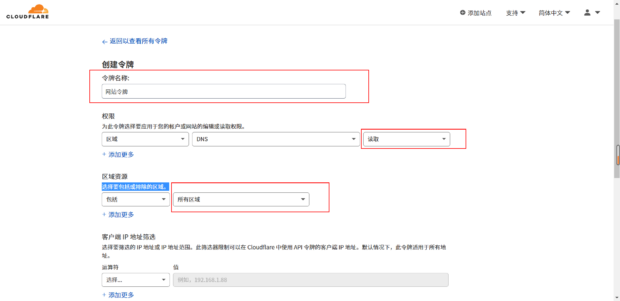 CLOUDFLARE
添加站点 支持 简体中文
← 返回以查看所有令牌
创建令牌
令牌名称:
网站令牌
权限
为此令牌选择要应用于您的帐户或网站的编辑或读取权限。
区域 DNS 读取
+ 添加更多
区域资源
选择要包括或排除的区域。
包括 所有区域
+ 添加更多
客户端 IP 地址筛选
选择要筛选的 IP 地址或 IP 地址范围。此筛选器限制可以在 Cloudflare 中使用 API 令牌的客户端 IP 地址。默认情况下，此令牌适用于所有地
址。
运算符 值
选择... 例如：192.168.1.88
+ 添加更多